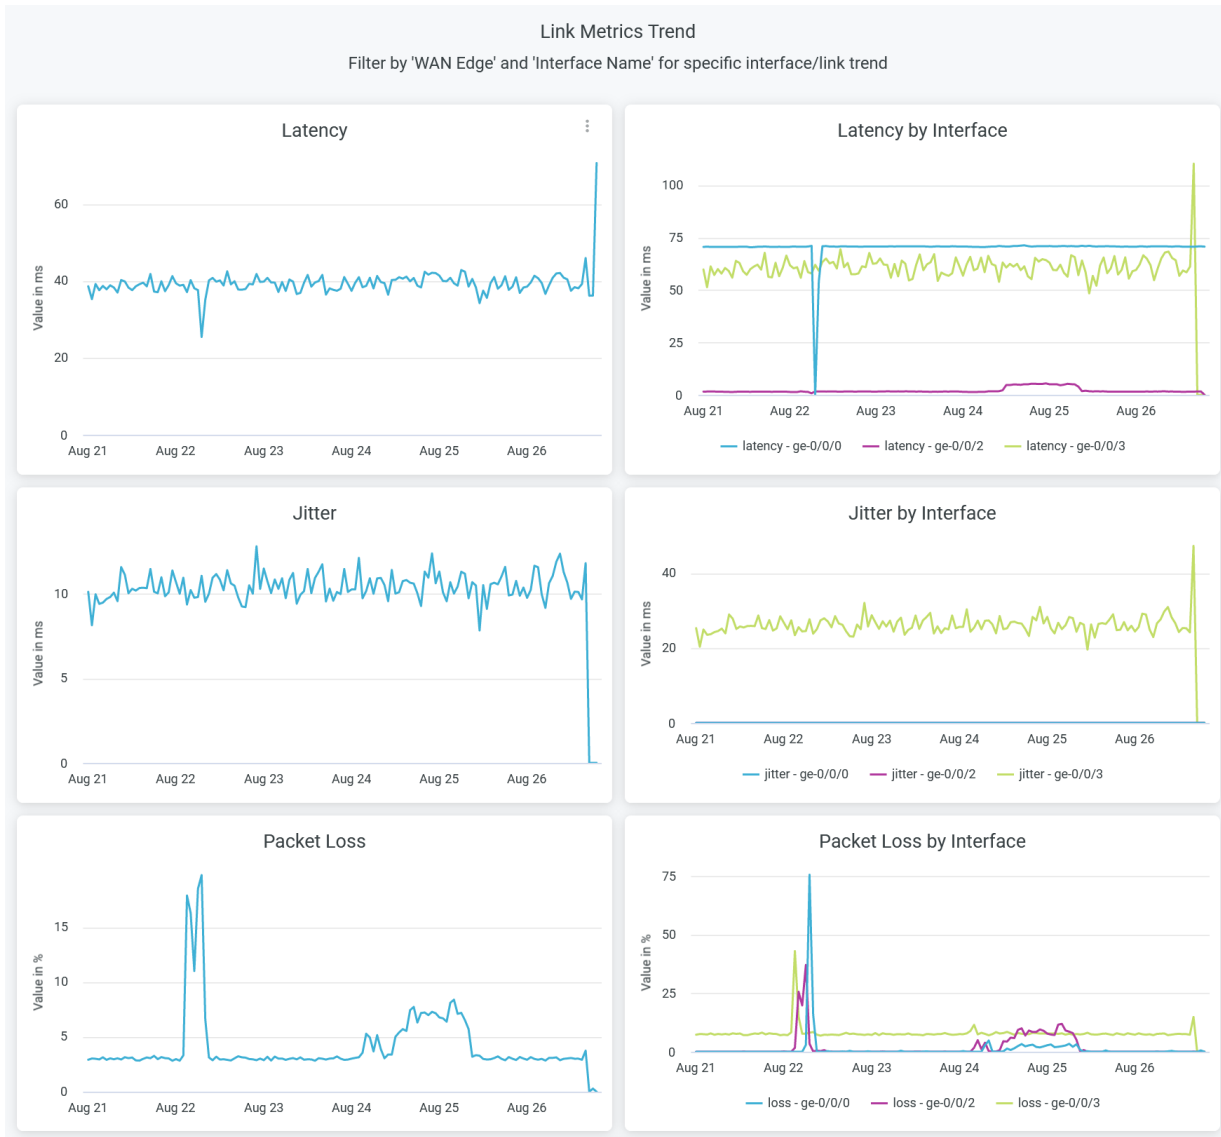 Link Metrics Trend
Filter by 'WAN Edge' and 'Interface Name' for specific interface/link trend
Latency
Value in ms
60
40
20
0
Aug 21 Aug 22 Aug 23 Aug 24 Aug 25 Aug 26
Latency by Interface
Value in ms
100
75
50
25
0
Aug 21 Aug 22 Aug 23 Aug 24 Aug 25 Aug 26
latency - ge-0/0/0 latency - ge-0/0/2 latency - ge-0/0/3
Jitter
Value in ms
10
5
0
Aug 21 Aug 22 Aug 23 Aug 24 Aug 25 Aug 26
Jitter by Interface
Value in ms
40
20
0
Aug 21 Aug 22 Aug 23 Aug 24 Aug 25 Aug 26
jitter - ge-0/0/0 jitter - ge-0/0/2 jitter - ge-0/0/3
Packet Loss
Value in %
15
10
5
0
Aug 21 Aug 22 Aug 23 Aug 24 Aug 25 Aug 26
Packet Loss by Interface
Value in %
75
50
25
0
Aug 21 Aug 22 Aug 23 Aug 24 Aug 25 Aug 26
loss - ge-0/0/0 loss - ge-0/0/2 loss - ge-0/0/3